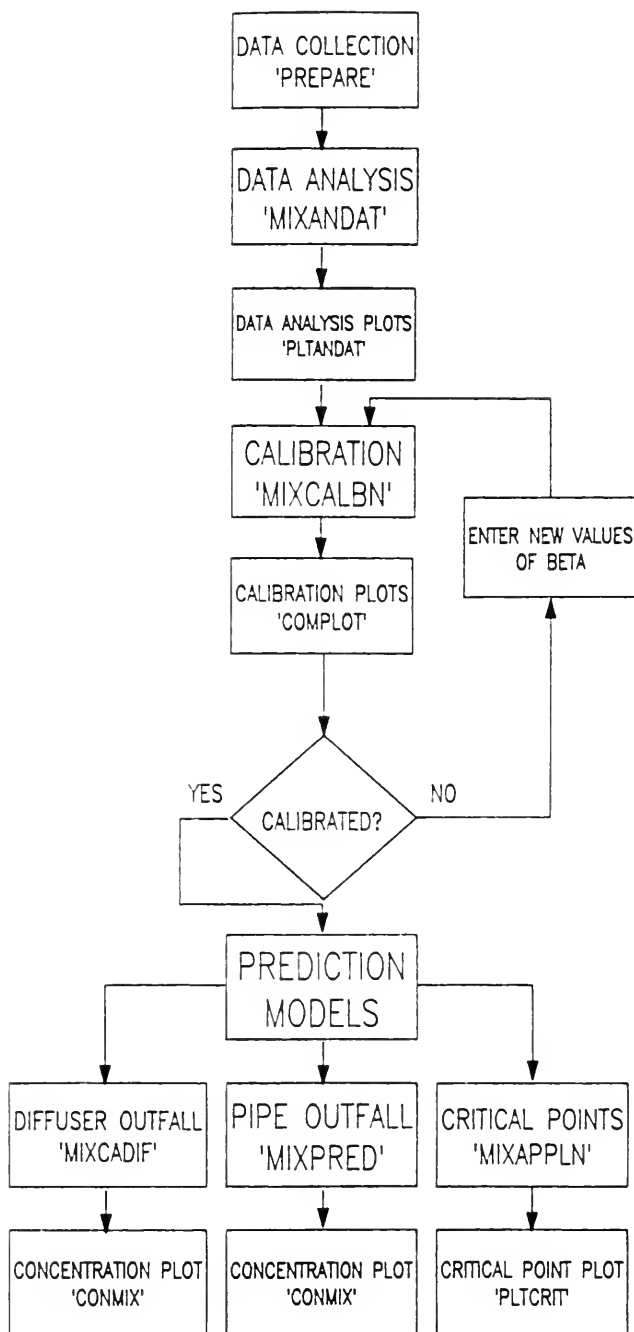 DATA COLLECTION
'PREPARE'
DATA ANALYSIS
'MIXANDAT'
DATA ANALYSIS PLOTS
'PLTANDAT'
CALIBRATION
'MIXCALBN'
ENTER NEW VALUES
OF BETA
CALIBRATION PLOTS
'COMPLOT'
YES
NO
CALIBRATED?
PREDICTION
MODELS
DIFFUSER OUTFALL
'MIXCADIF'
PIPE OUTFALL
'MIXPRED'
CRITICAL POINTS
'MIXAPPLN'
CONCENTRATION PLOT
'CONMIX'
CONCENTRATION PLOT
'CONMIX'
CRITICAL POINT PLOT
'PLTCRIT'